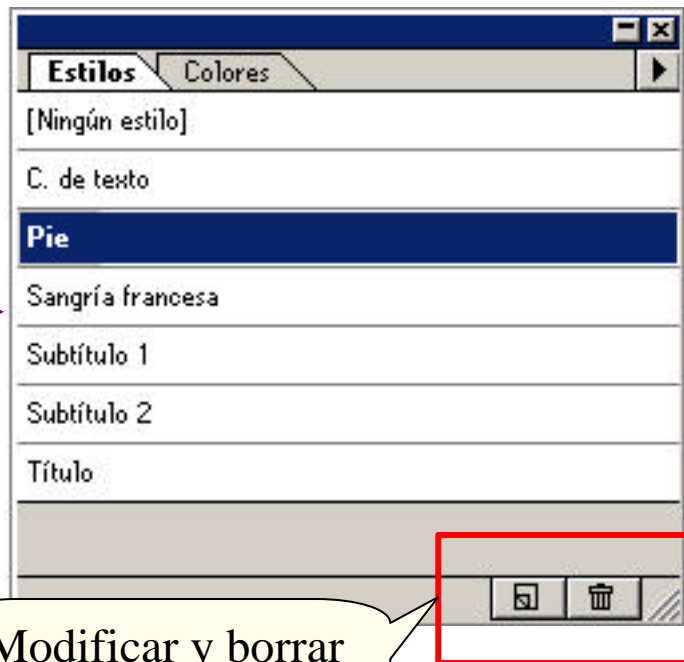 Estilos Colores
[Ningún estilo]
C. de texto
Pie
Sangría francesa
Subtítulo 1
Subtítulo 2
Título
Modificar y borrar